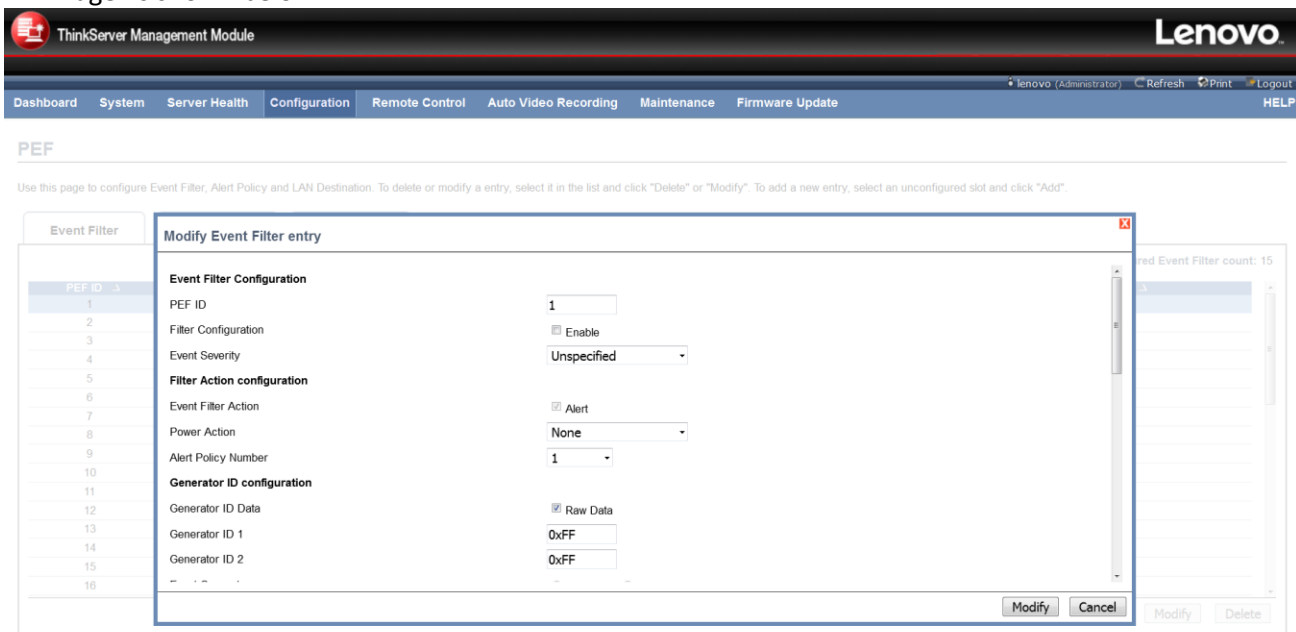 ThinkServer Management Module
Lenovo
lenovo (Administrator) Refresh Print Logout
Dashboard System Server Health Configuration Remote Control Auto Video Recording Maintenance Firmware Update HELP
PEF
Use this page to configure Event Filter, Alert Policy and LAN Destination. To delete or modify a entry, select it in the list and click "Delete" or "Modify". To add a new entry, select an unconfigured slot and click "Add".
Event Filter
Event Filter count: 15
PEF ID
1
2
3
4
5
6
7
8
9
10
11
12
13
14
15
16
Modify Event Filter entry
X
Event Filter Configuration
PEF ID 1
Filter Configuration Enable
Event Severity Unspecified
Filter Action configuration
Event Filter Action Alert
Power Action None
Alert Policy Number 1
Generator ID configuration
Generator ID Data Raw Data
Generator ID 1 0xFF
Generator ID 2 0xFF
Modify Cancel
Modify Delete